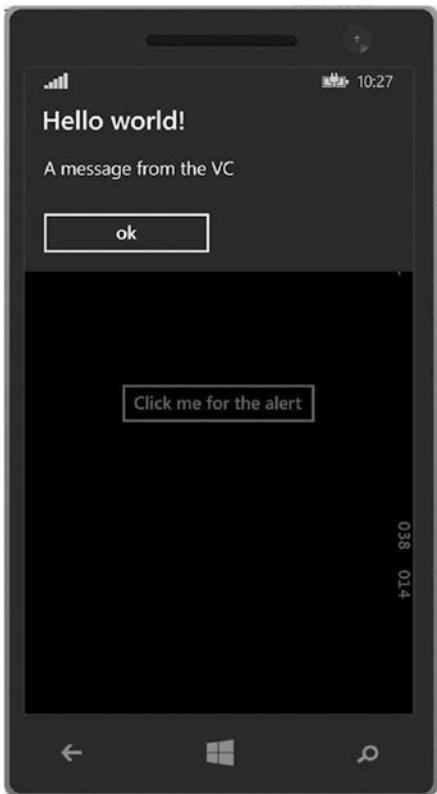 10:27
Hello world!
A message from the VC
ok
Click me for the alert
038 014